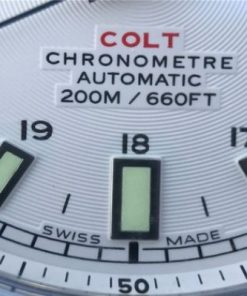 COLT
CHRONOMETRE
AUTOMATIC
200M / 660FT
19 18 17
SWISS MADE
50